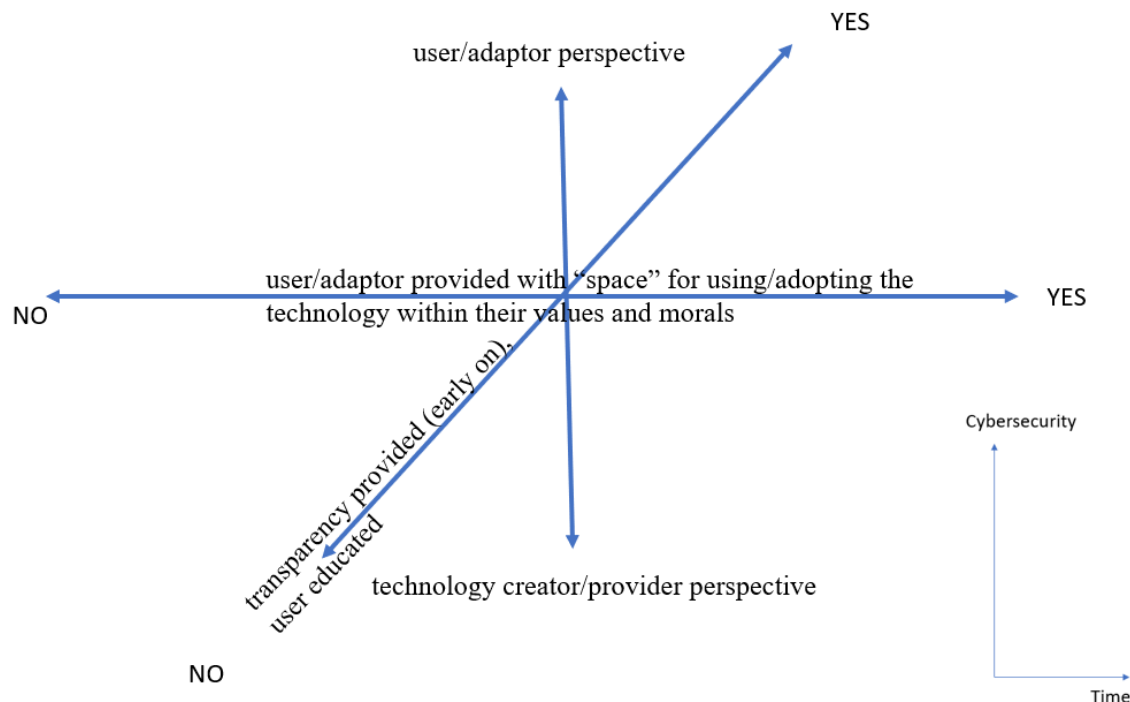 YES
user/adaptor perspective
user/adaptor provided with “space” for using/adopting the
technology within their values and morals
NO
YES
transparency provided (early on),
user educated
technology creator/provider perspective
NO
Cybersecurity
Time